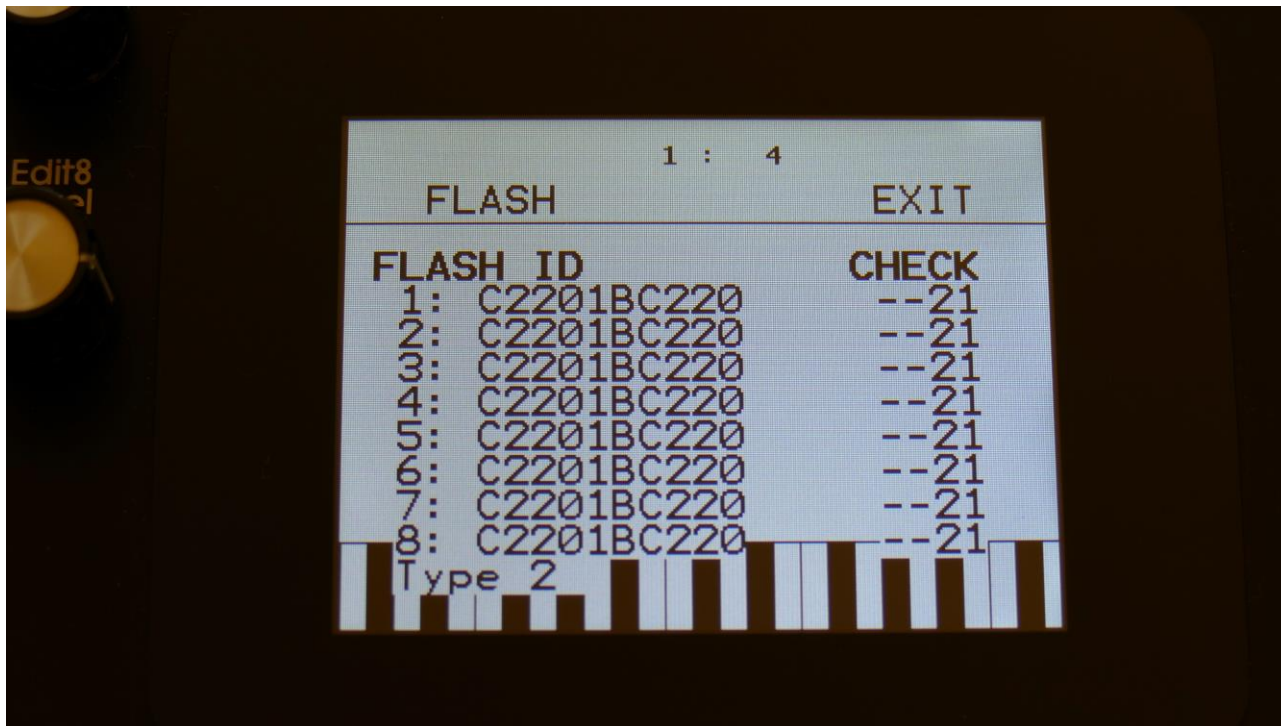 Edit8
1 : 4
FLASH EXIT
FLASH ID CHECK
1: C2201BC220 --21
2: C2201BC220 --21
3: C2201BC220 --21
4: C2201BC220 --21
5: C2201BC220 --21
6: C2201BC220 --21
7: C2201BC220 --21
8: C2201BC220 --21
Type 2